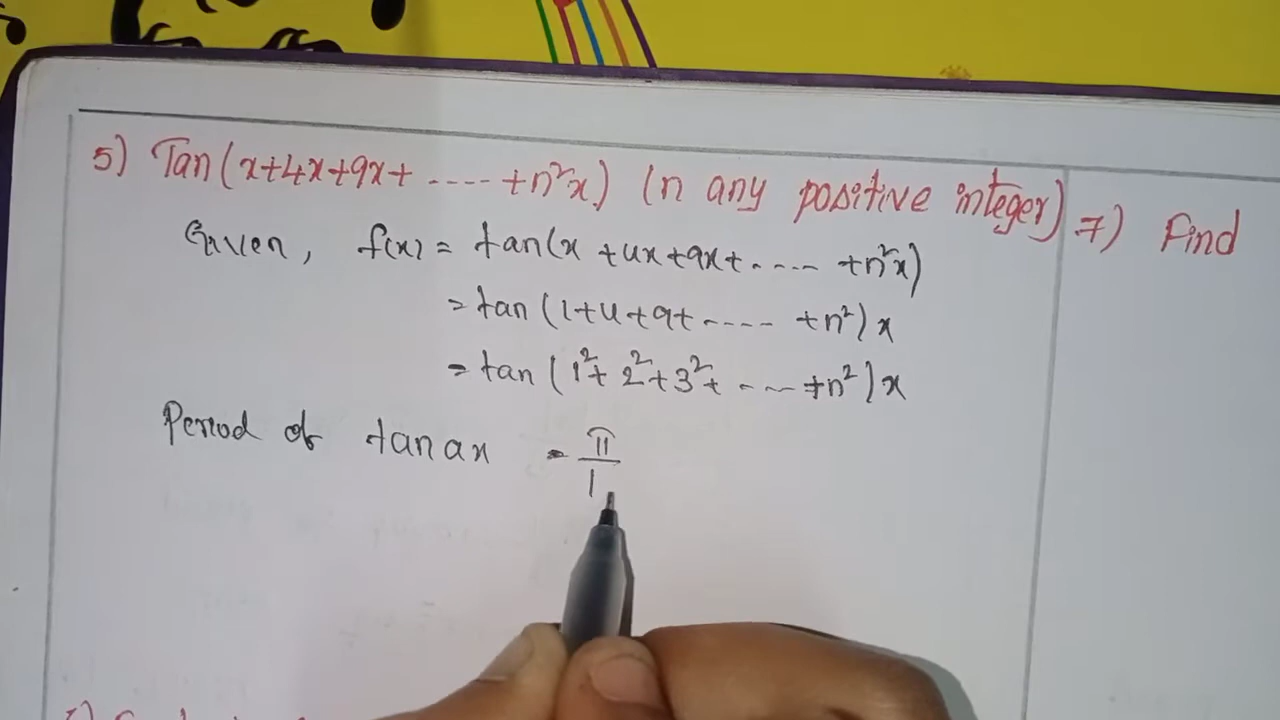 5) Tan(x+4x+9x+ ..... +n²x) (n any positive integer)
Given, f(x) = tan(x +4x+9x+ ..... +n²x)
= tan (1+4+9+ ..... +n²) x
= tan (1²+ 2²+3²+ ..... +n²) x
Period of tan ax = π/|
7) Find